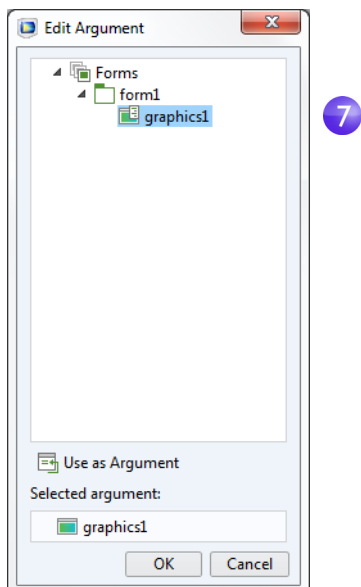 Edit Argument
Forms
form1
graphics1
7
Use as Argument
Selected argument:
graphics1
OK Cancel